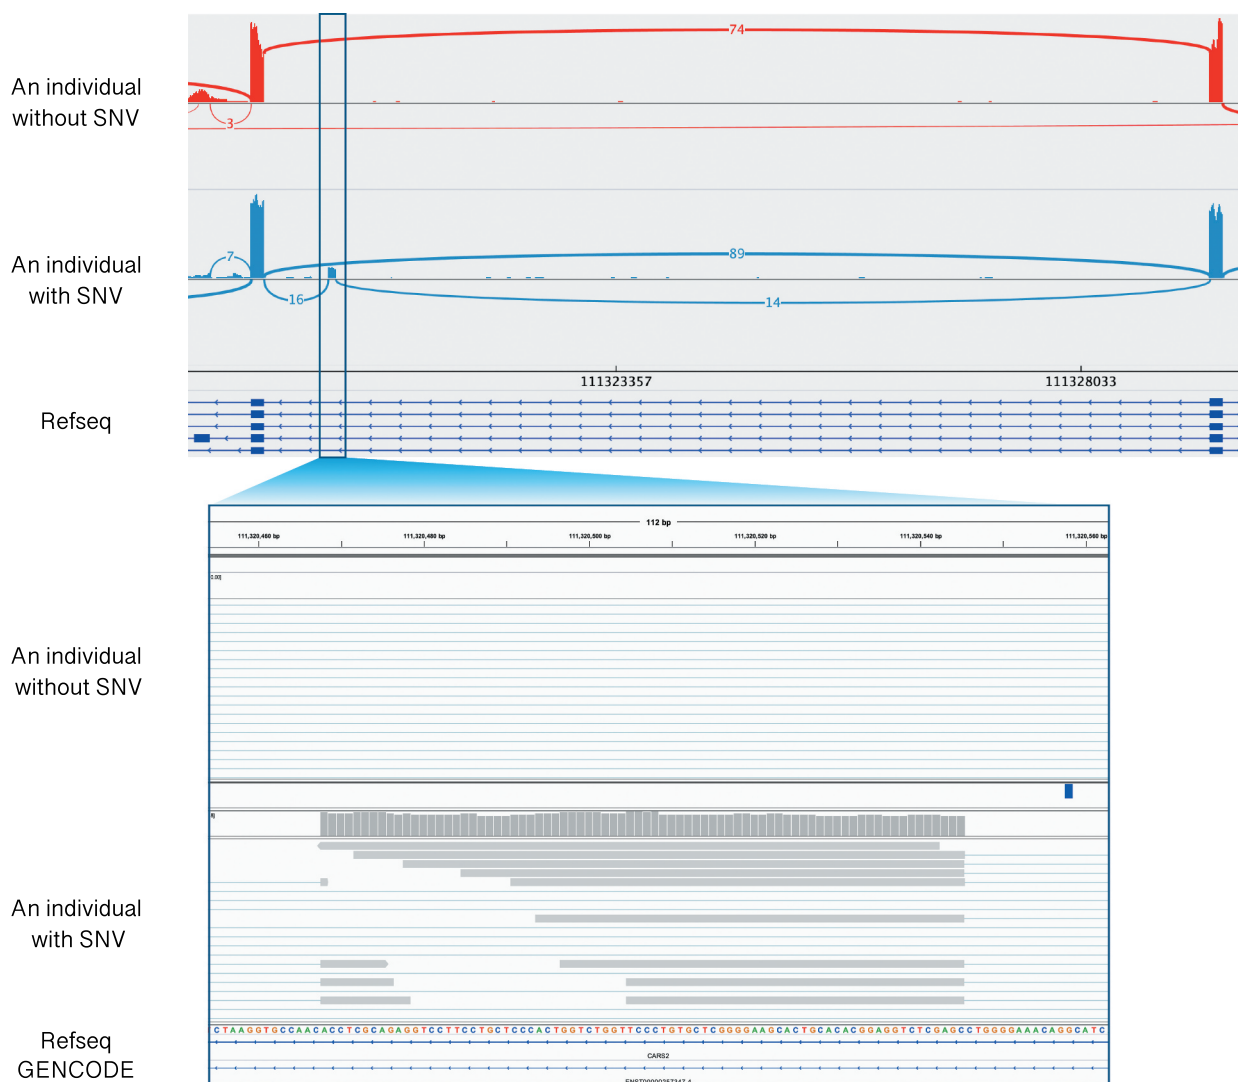 An individual
without SNV
74
3
An individual
with SNV
7
89
16
14
111323357
111328033
Refseq
112 bp
111,320,460 bp
111,320,480 bp
111,320,500 bp
111,320,520 bp
111,320,540 bp
111,320,560 bp
0.00]
An individual
without SNV
An individual
with SNV
CTAAGGTGCCAACACCTCGCAGAGGTCCTTCCTGCTCCCACTGGTCTGGTTCCCTGTGCTCGGGGAAGCACTGCACACGGAGGTCTCGAGCCTGGGGAAACAGGCATC
Refseq
GENCODE
CARS2